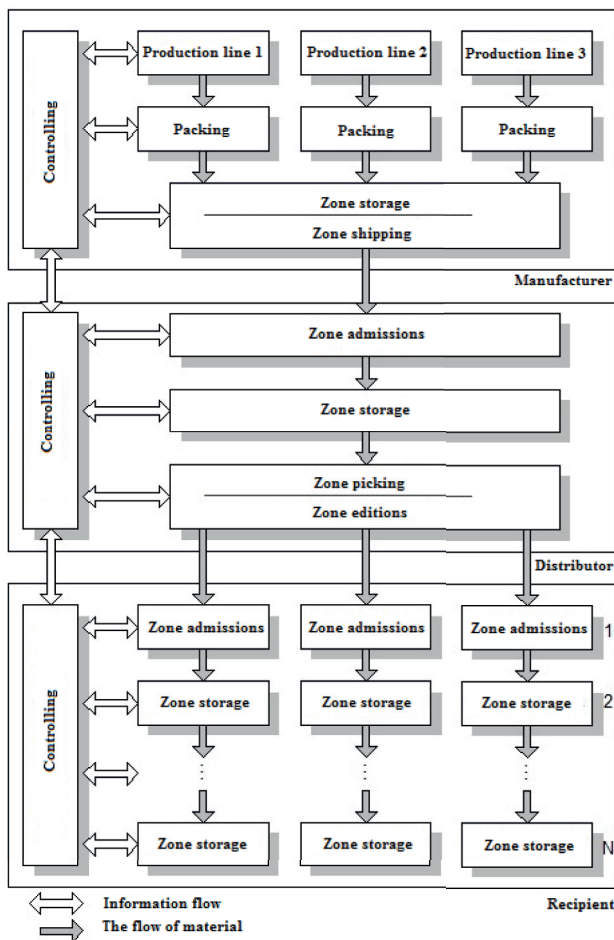 Controlling
Production line 1
Production line 2
Production line 3
Packing
Packing
Packing
Zone storage
Zone shipping
Manufacturer
Controlling
Zone admissions
Zone storage
Zone picking
Zone editions
Distributor
Controlling
Zone admissions
Zone admissions
Zone admissions
1
Zone storage
Zone storage
Zone storage
2
Zone storage
Zone storage
Zone storage
N
Recipient
Information flow
The flow of material